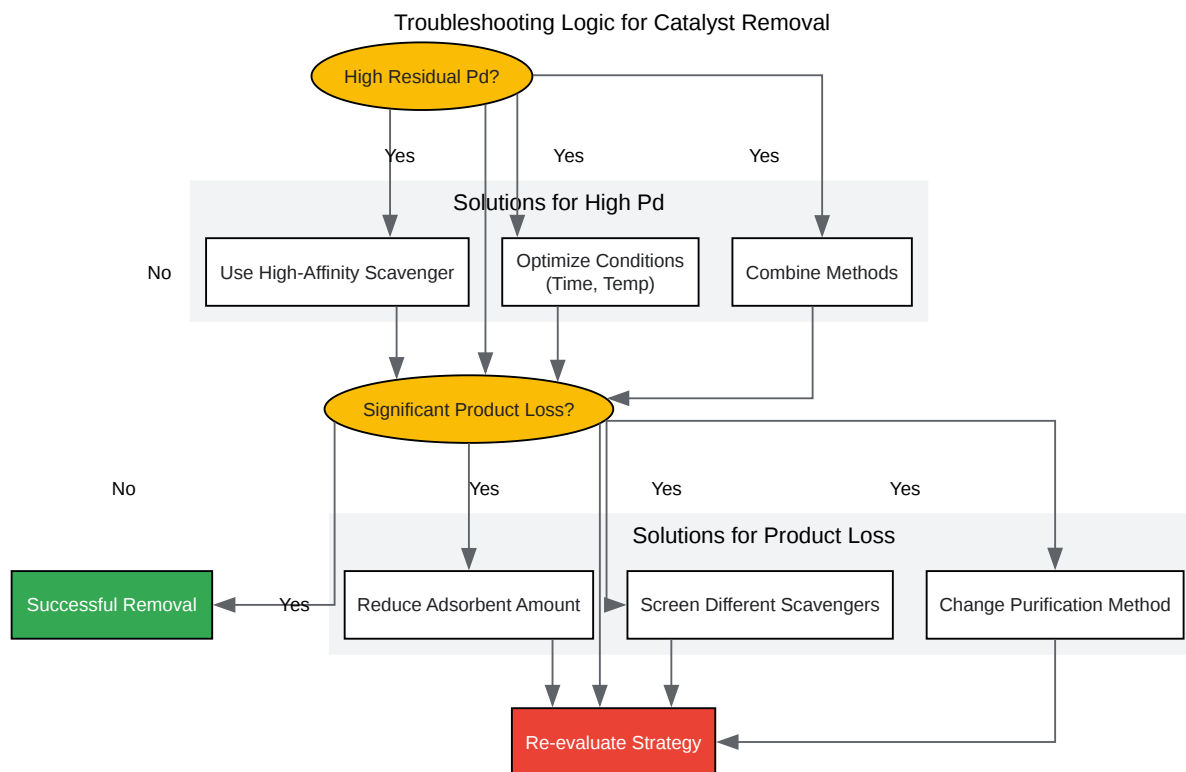 Troubleshooting Logic for Catalyst Removal
High Residual Pd?
Yes
Yes
Yes
Solutions for High Pd
No
Use High-Affinity Scavenger
Optimize Conditions
(Time, Temp)
Combine Methods
Significant Product Loss?
No
Yes
Yes
Yes
Solutions for Product Loss
Successful Removal
Yes
Reduce Adsorbent Amount
Screen Different Scavengers
Change Purification Method
Re-evaluate Strategy